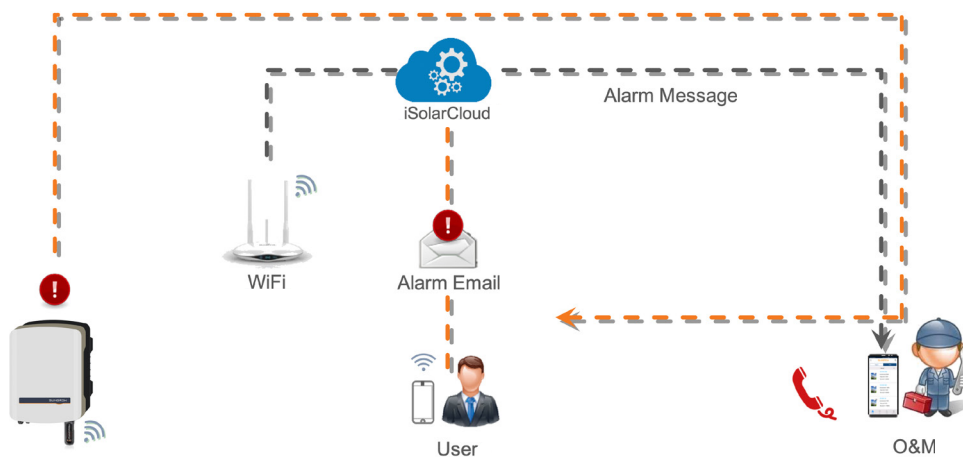 iSolarCloud
Alarm Message
WiFi
Alarm Email
User
O&M